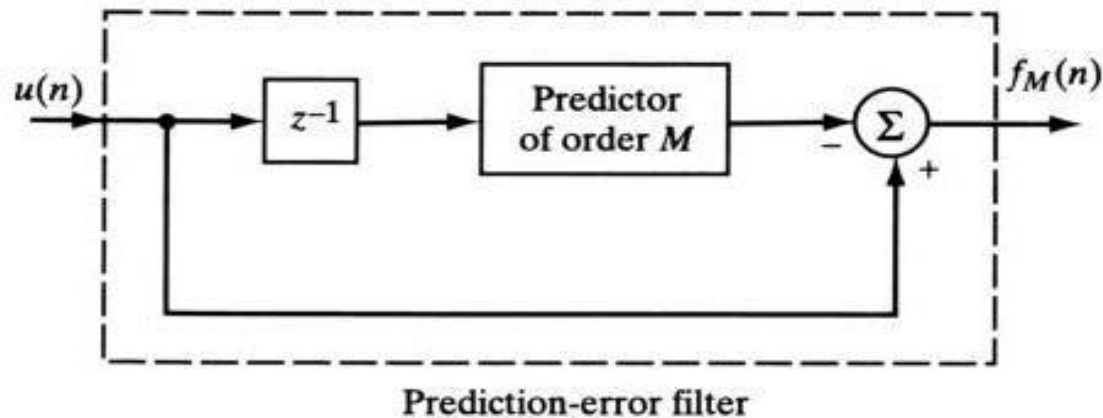 u(n)
z⁻¹
Predictor
of order M
Σ
−
+
f_M(n)
Prediction-error filter